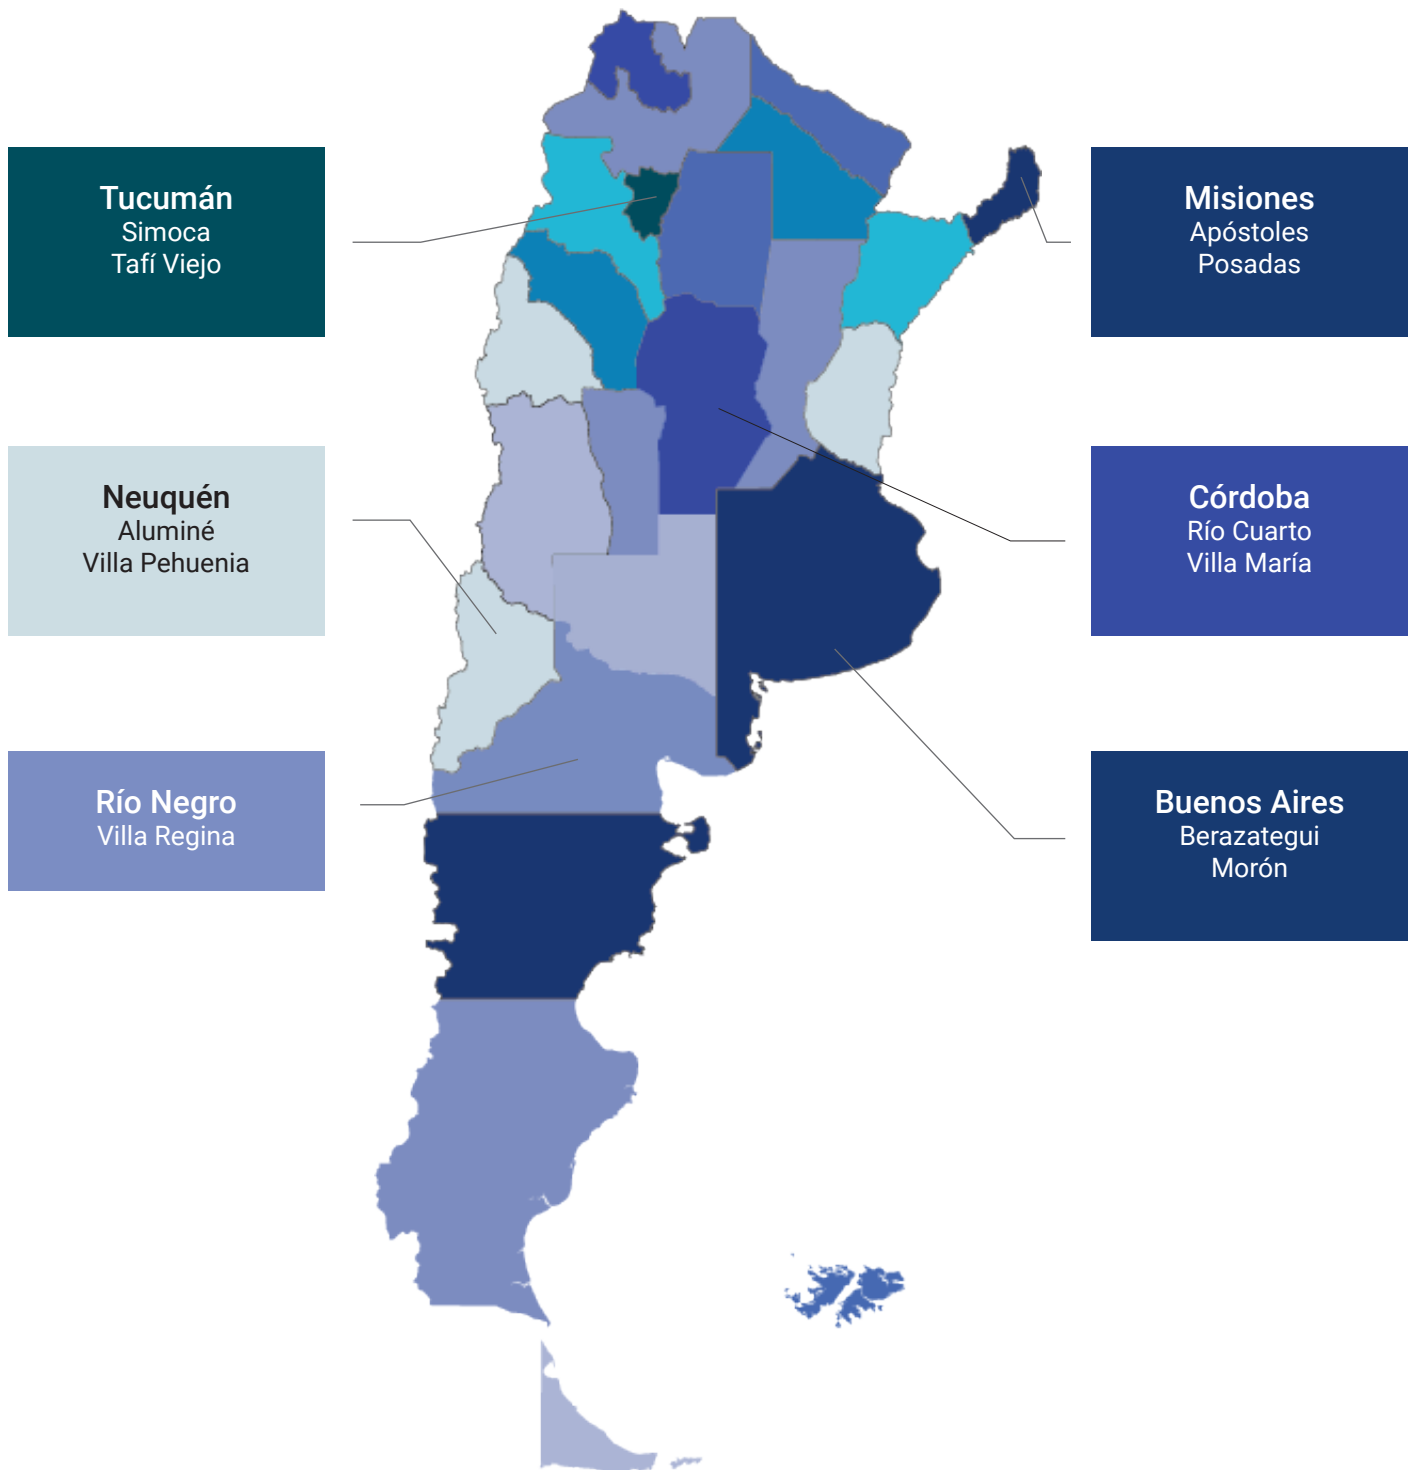 Tucumán
Simoca
Tafí Viejo
Misiones
Apóstoles
Posadas
Neuquén
Aluminé
Villa Pehuenia
Córdoba
Río Cuarto
Villa María
Río Negro
Villa Regina
Buenos Aires
Berazategui
Morón